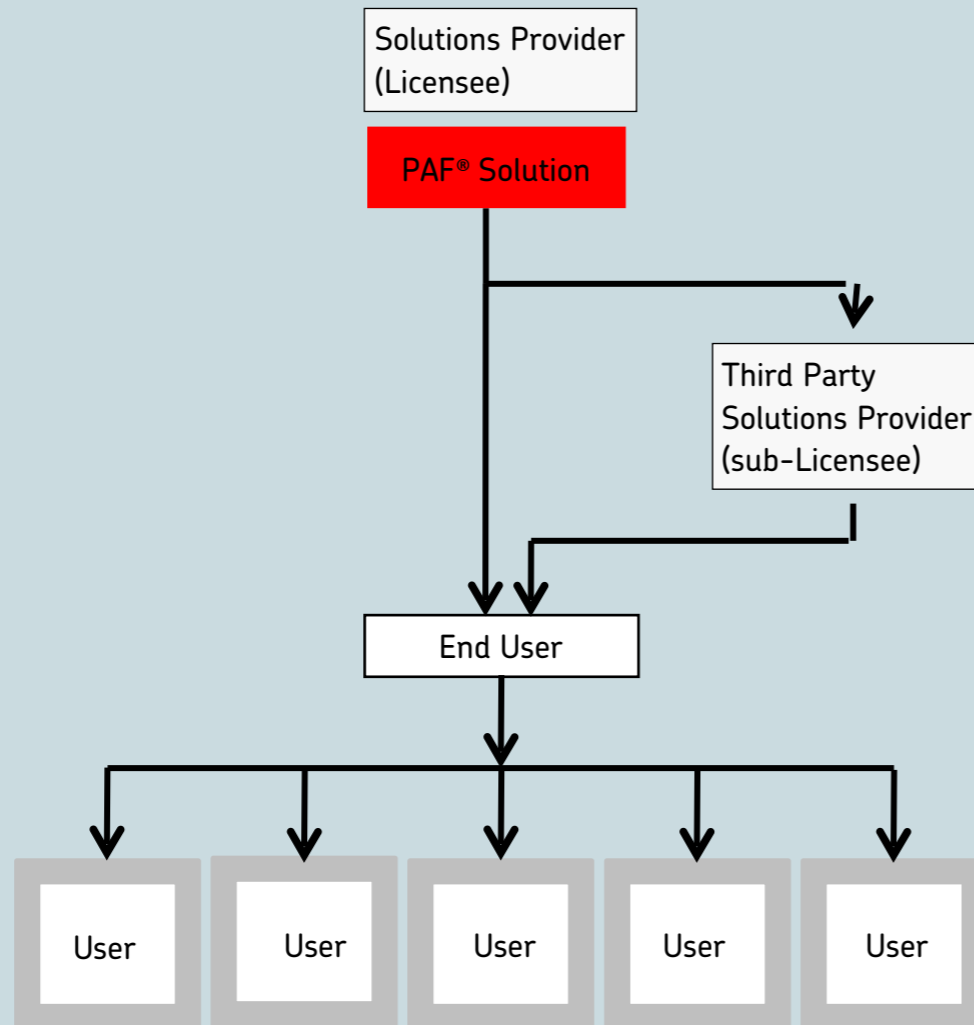 Solutions Provider
(Licensee)
PAF® Solution
Third Party
Solutions Provider
(sub-Licensee)
End User
User
User
User
User
User